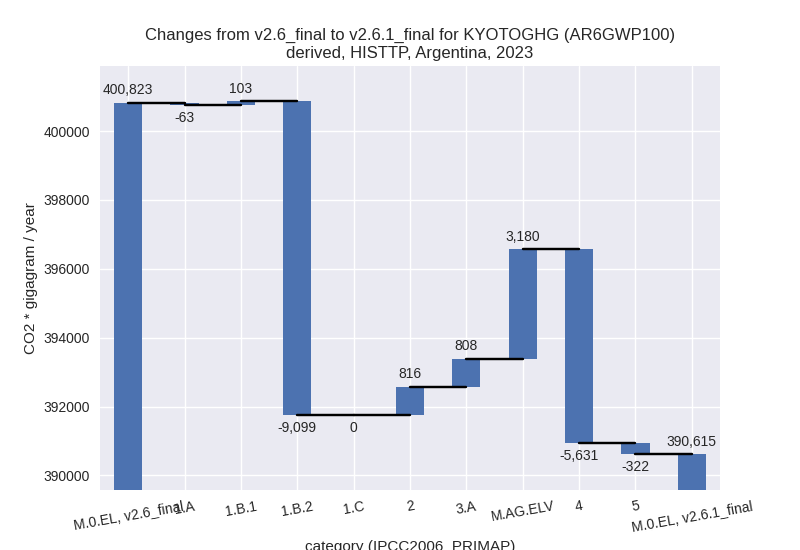 Changes from v2.6_final to v2.6.1_final for KYOTOGHG (AR6GWP100)
derived, HISTTP, Argentina, 2023
CO2 * gigagram / year
400000
398000
396000
394000
392000
390000
400,823
-63
103
-9,099
0
816
808
3,180
-5,631
-322
390,615
M.0.EL, v2.6_final
1.A
1.B.1
1.B.2
1.C
2
3.A
M.AG.ELV
4
5
M.0.EL, v2.6.1_final
category (IPCC2006_PRIMAP)